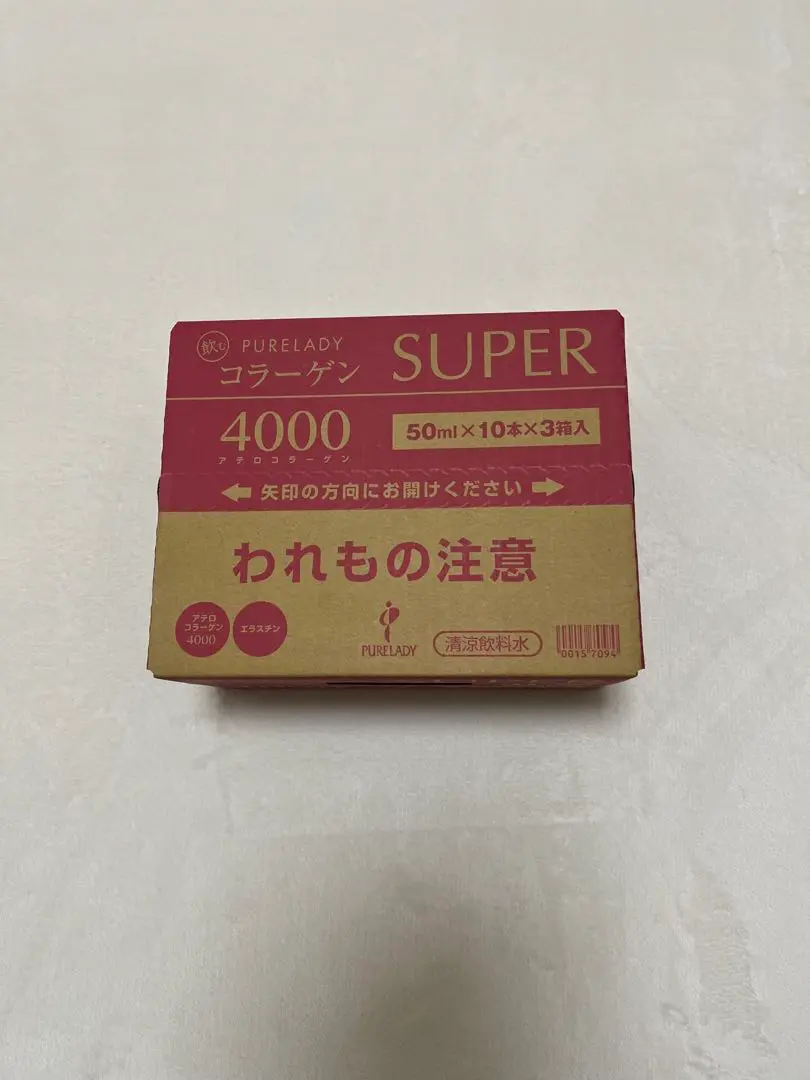 飲む PURELADY
コラーゲン SUPER
4000
アテロコラーゲン
50ml×10本×3箱入
矢印の方向にお開けください
われもの注意
アテロ
コラーゲン
4000
エラスチン
PURELADY
清涼飲料水
00157094